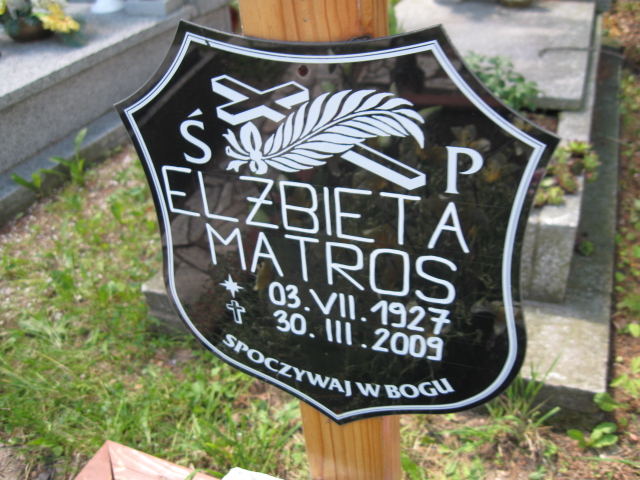 Ś P
ELŻBIETA
MATROS
03.VII.1927
30.III.2009
SPOCZYWAJ W BOGU